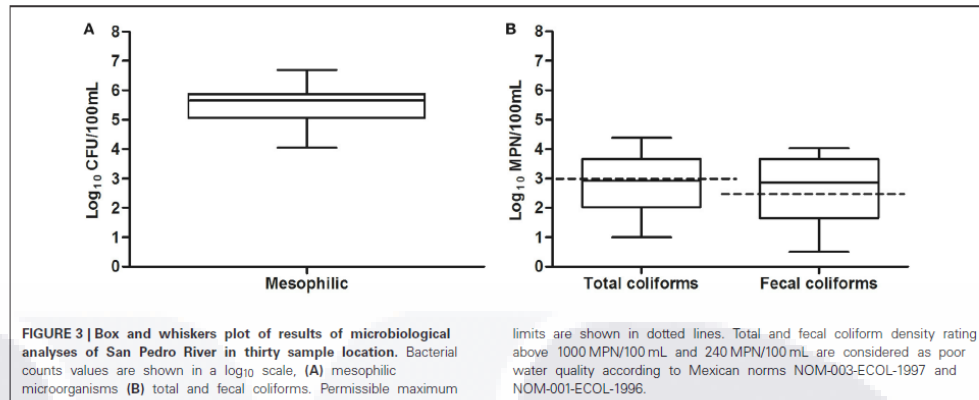 A
8
7
6
5
4
3
2
1
0
Log10 CFU/100mL
Mesophilic
B
8
7
6
5
4
3
2
1
0
Log10 MPN/100mL
Total coliforms
Fecal coliforms
FIGURE 3 | Box and whiskers plot of results of microbiological
analyses of San Pedro River in thirty sample location. Bacterial
counts values are shown in a log10 scale, (A) mesophilic
microorganisms (B) total and fecal coliforms. Permissible maximum
limits are shown in dotted lines. Total and fecal coliform density rating
above 1000 MPN/100 mL and 240 MPN/100 mL are considered as poor
water quality according to Mexican norms NOM-003-ECOL-1997 and
NOM-001-ECOL-1996.